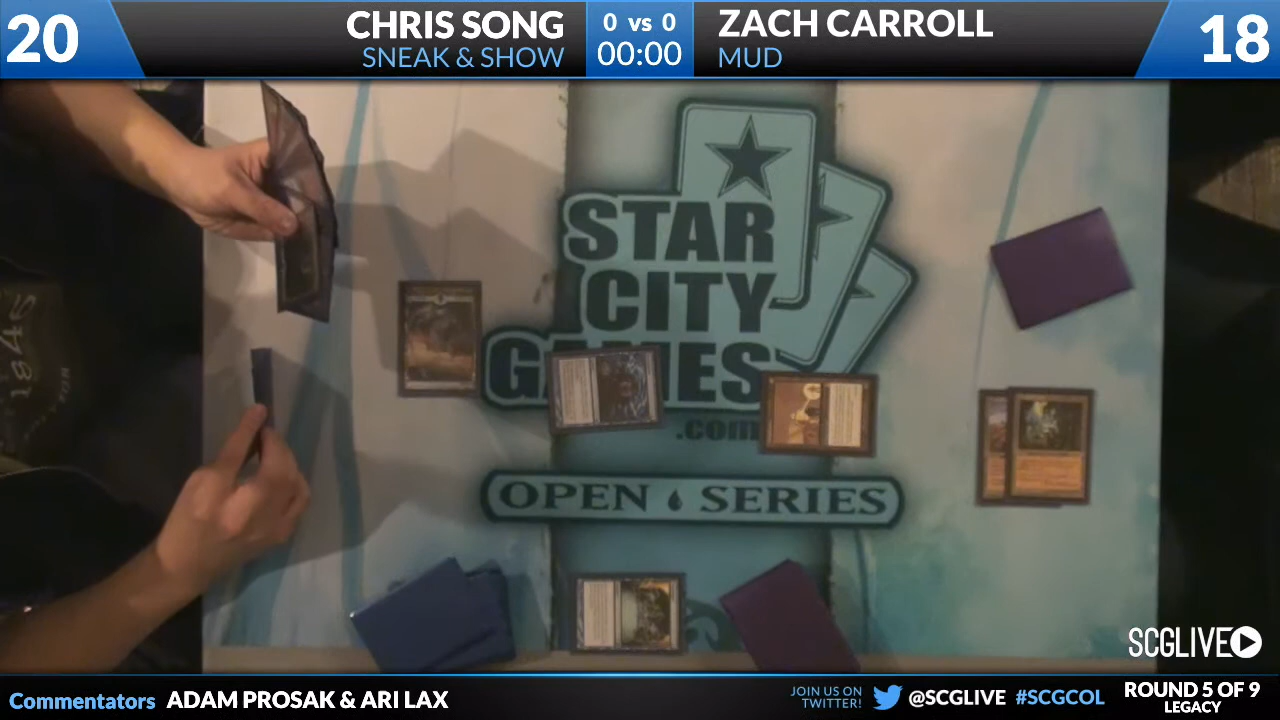 20
CHRIS SONG
SNEAK & SHOW
0 vs 0
00:00
ZACH CARROLL
MUD
18
STAR
CITY
GAMES
.com
OPEN SERIES
SCGLIVE
Commentators ADAM PROSAK & ARI LAX
JOIN US ON
TWITTER!
@SCGLIVE #SCGCOL
ROUND 5 OF 9
LEGACY